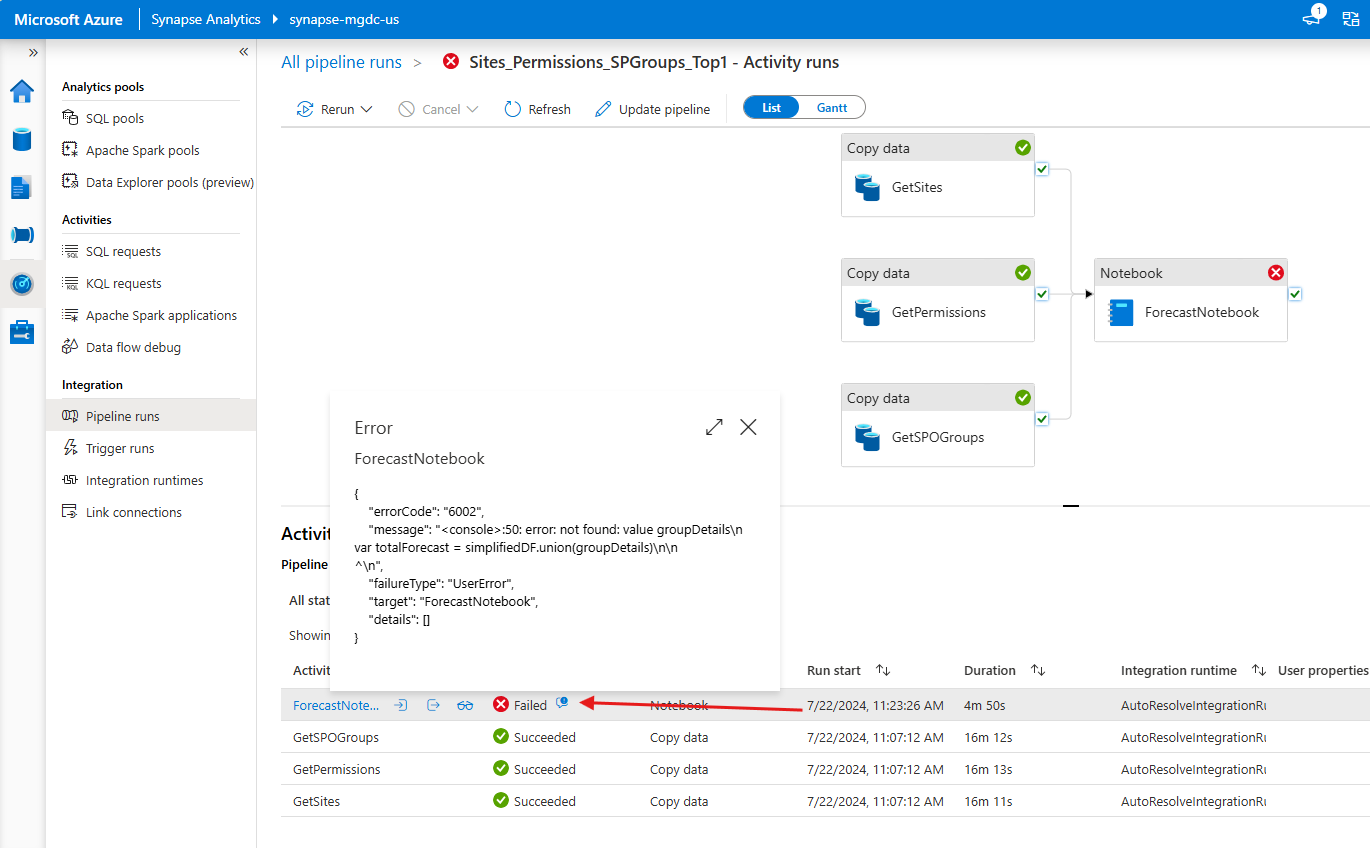 Microsoft Azure
Synapse Analytics
synapse-mgdc-us
1
»
«
Analytics pools
SQL pools
Apache Spark pools
Data Explorer pools (preview)
Activities
SQL requests
KQL requests
Apache Spark applications
Data flow debug
Integration
Pipeline runs
Trigger runs
Integration runtimes
Link connections
All pipeline runs > Sites_Permissions_SPGroups_Top1 - Activity runs
Rerun Cancel Refresh Update pipeline List Gantt
Copy data
GetSites
Copy data
GetPermissions
Copy data
GetSPOGroups
Notebook
ForecastNotebook
Error
ForecastNotebook
{
"errorCode": "6002",
"message": "<console>:50: error: not found: value groupDetails\n
var totalForecast = simplifiedDF.union(groupDetails)\n\n
^\n",
"failureType": "UserError",
"target": "ForecastNotebook",
"details": []
}
Activit
Pipeline
All stat
Showin
Activit Run start Duration Integration runtime User properties
ForecastNote... Failed Notebook 7/22/2024, 11:23:26 AM 4m 50s AutoResolveIntegrationRu
GetSPOGroups Succeeded Copy data 7/22/2024, 11:07:12 AM 16m 12s AutoResolveIntegrationRu
GetPermissions Succeeded Copy data 7/22/2024, 11:07:12 AM 16m 13s AutoResolveIntegrationRu
GetSites Succeeded Copy data 7/22/2024, 11:07:12 AM 16m 11s AutoResolveIntegrationRu